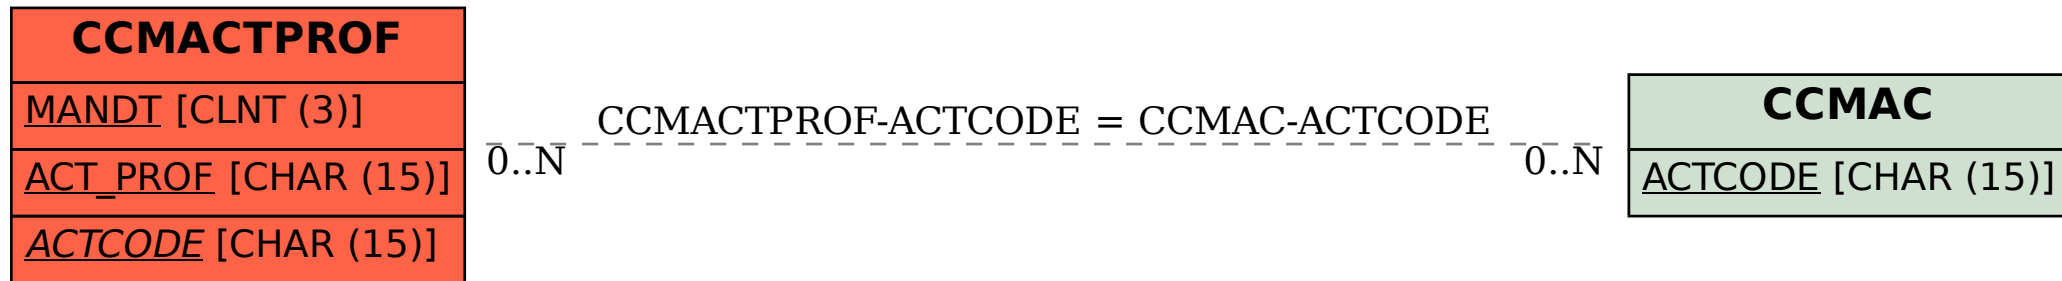 CCMACTPROF
MANDT [CLNT (3)]
ACT_PROF [CHAR (15)]
ACTCODE [CHAR (15)]
CCMACTPROF-ACTCODE = CCMAC-ACTCODE
0..N
0..N
CCMAC
ACTCODE [CHAR (15)]